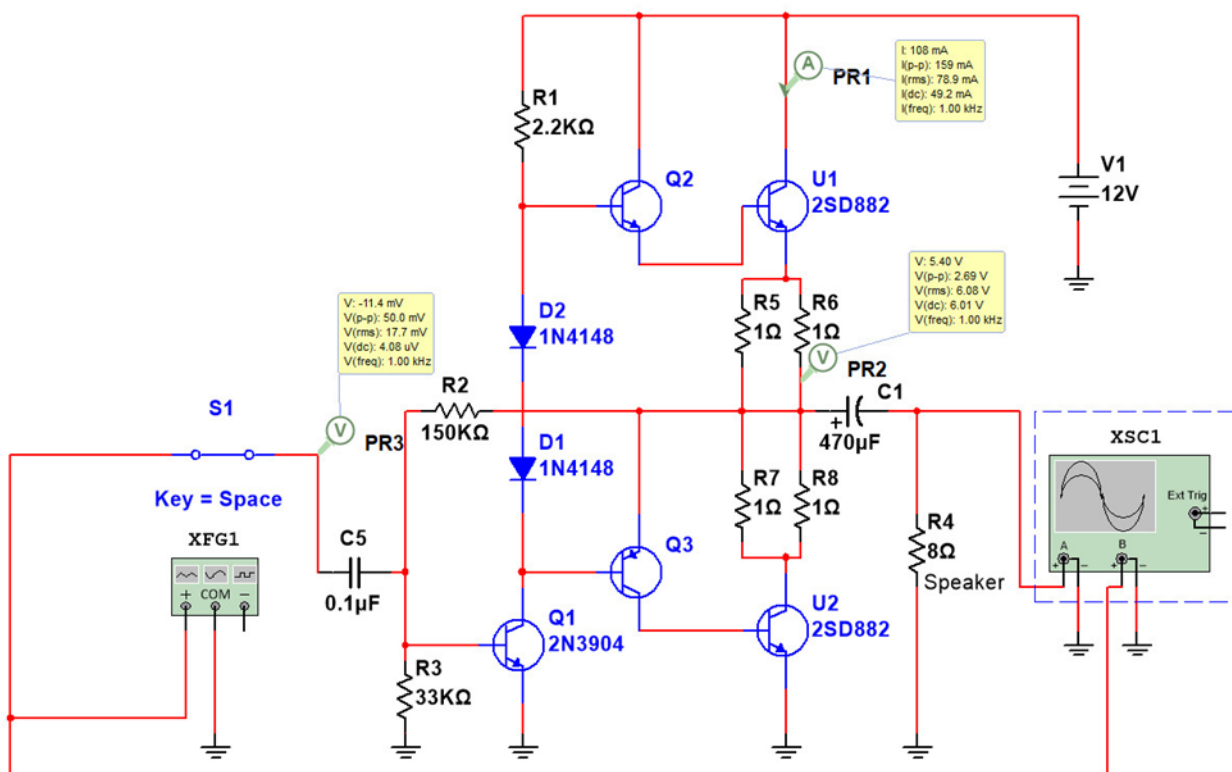 I: 108 mA
I(p-p): 159 mA
I(rms): 78.9 mA
I(dc): 49.2 mA
I(freq): 1.00 kHz
A
PR1
R1
2.2KΩ
Q2
U1
2SD882
V1
12V
V: 5.40 V
V(p-p): 2.69 V
V(rms): 6.08 V
V(dc): 6.01 V
V(freq): 1.00 kHz
V: -11.4 mV
V(p-p): 50.0 mV
V(rms): 17.7 mV
V(dc): 4.08 uV
V(freq): 1.00 kHz
D2
1N4148
R5
1Ω
R6
1Ω
V
PR2
C1
+
470µF
S1
V
PR3
R2
150KΩ
Key = Space
D1
1N4148
R7
1Ω
R8
1Ω
XSC1
Ext Trig
+
−
A
B
+ −
+ −
XFG1
+ COM −
C5
0.1µF
Q3
R4
8Ω
Speaker
Q1
2N3904
U2
2SD882
R3
33KΩ